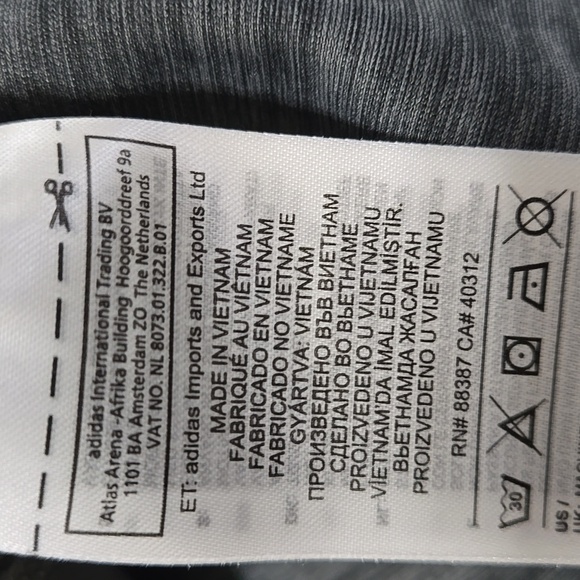 adidas International Trading BV
Atlas Arena -Afrika Building Hoogoorddreef 9a
1101 BA Amsterdam ZO The Netherlands
VAT NO. NL 8073.01.322.B.01
ET: adidas Imports and Exports Ltd
MADE IN VIETNAM
FABRIQUÉ AU VIÊTNAM
FABRICADO EN VIETNAM
FABRICADO NO VIETNAME
GYÁRTVA: VIETNÁM
ПРОИЗВЕДЕНО ВЪВ ВИЕТНАМ
СДЕЛАНО ВО ВЬЕТНАМЕ
PROIZVEDENO U VIJETNAMU
VİETNAM'DA IMAL EDİLMİŞTİR.
ВЬЕТНАМДА ЖАСАЛҒАН
PROIZVEDENO U VIJETNAMU
RN# 88387 CA# 40312
30
US /